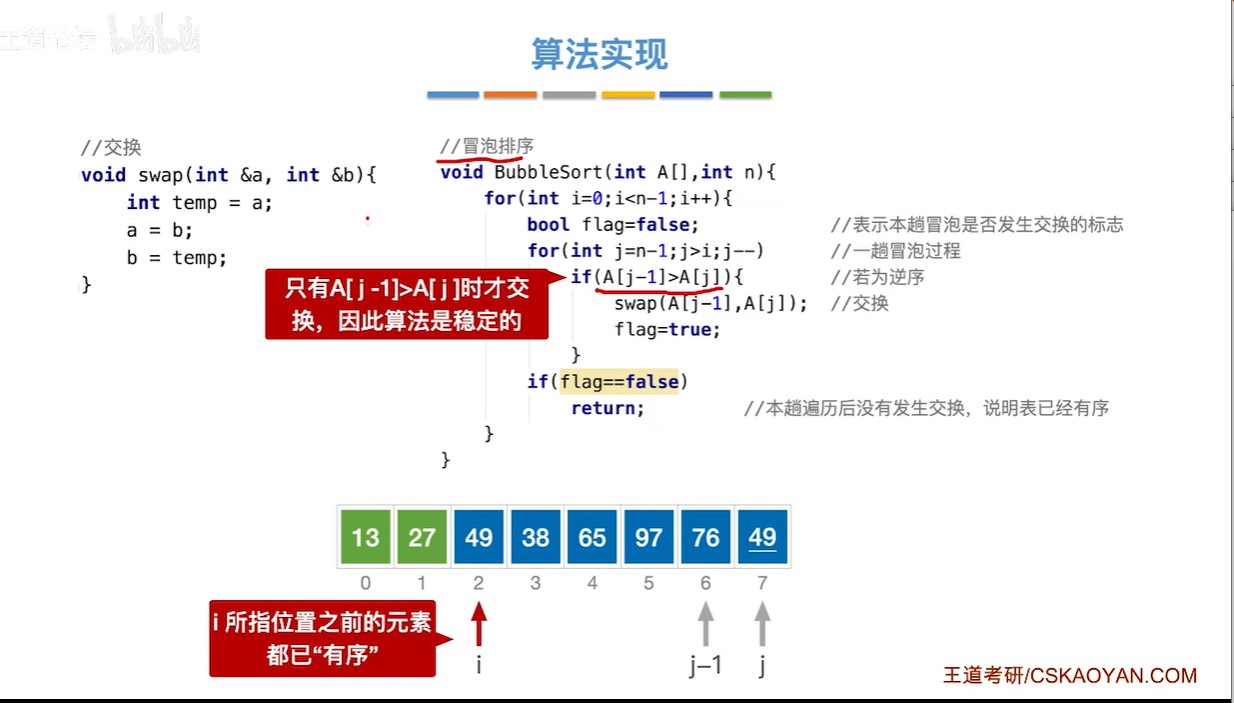 王道论坛 bilibili
算法实现
//交换
void swap(int &a, int &b){
int temp = a;
a = b;
b = temp;
}
//冒泡排序
void BubbleSort(int A[],int n){
for(int i=0;i<n-1;i++){
bool flag=false; //表示本趟冒泡是否发生交换的标志
for(int j=n-1;j>i;j--) //一趟冒泡过程
if(A[j-1]>A[j]){ //若为逆序
swap(A[j-1],A[j]); //交换
flag=true;
}
if(flag==false)
return; //本趟遍历后没有发生交换，说明表已经有序
}
}
只有A[ j -1]>A[ j ]时才交
换，因此算法是稳定的
13 27 49 38 65 97 76 49
0 1 2 3 4 5 6 7
i 所指位置之前的元素
都已“有序”
i j-1 j
王道考研/CSKAOYAN.COM